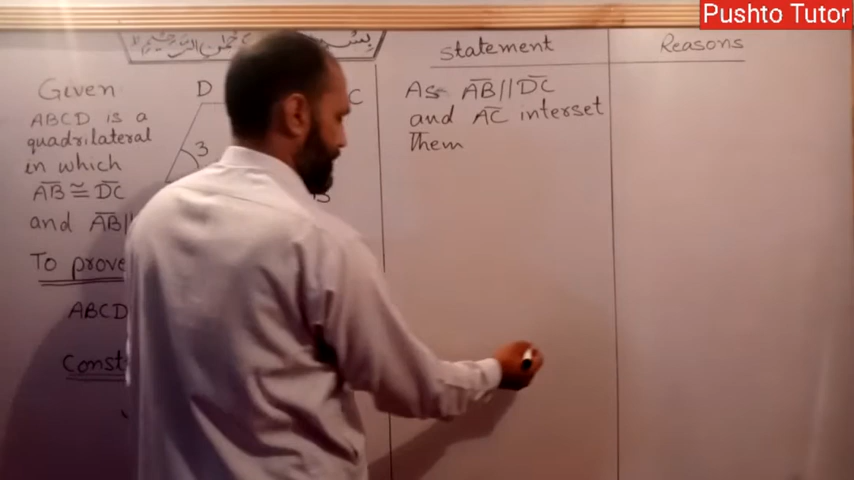 Pushto Tutor
Given
ABCD is a
quadrilateral
in which
AB ≅ DC
and AB ||
To prove
ABCD
Const
D
C
3
B
statement
Reasons
As AB || DC
and AC interset
Them